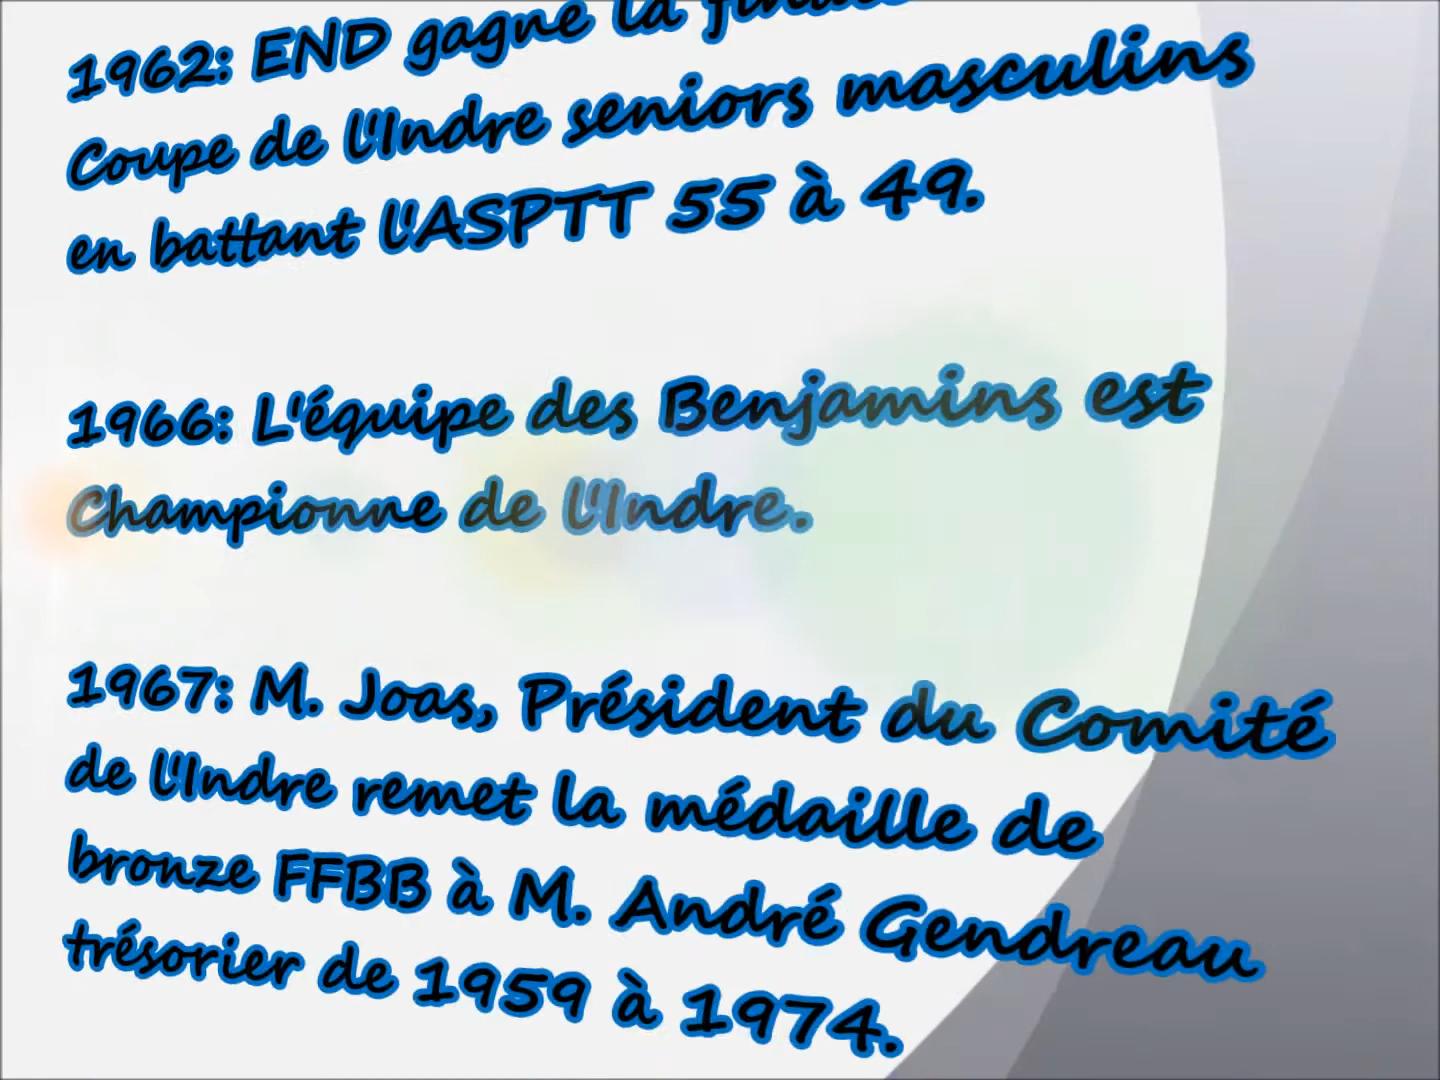 1962: END gagne la finale
Coupe de l'Indre seniors masculins
en battant l'ASPTT 55 à 49.
1966: L'équipe des Benjamins est
Championne de l'Indre.
1967: M. Joas, Président du Comité
de l'Indre remet la médaille de
bronze FFBB à M. André Gendreau
trésorier de 1959 à 1974.